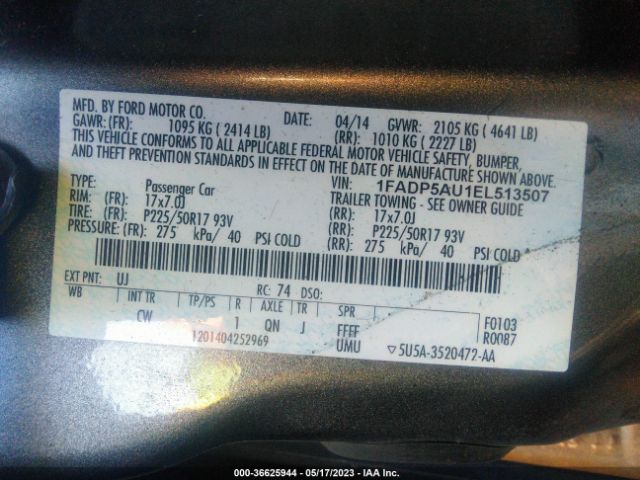 MFD. BY FORD MOTOR CO.
DATE: 04/14 GVWR: 2105 KG ( 4641 LB)
GAWR: (FR): 1095 KG ( 2414 LB) (RR): 1010 KG ( 2227 LB)
THIS VEHICLE CONFORMS TO ALL APPLICABLE FEDERAL MOTOR VEHICLE SAFETY, BUMPER,
AND THEFT PREVENTION STANDARDS IN EFFECT ON THE DATE OF MANUFACTURE SHOWN ABOVE.
VIN: 1FADP5AU1EL513507
TYPE: Passenger Car TRAILER TOWING - SEE OWNER GUIDE
RIM: (FR): 17x7.0J (RR): 17x7.0J
TIRE: (FR): P225/50R17 93V (RR): P225/50R17 93V
PRESSURE: (FR): 275 kPa/ 40 PSI COLD (RR): 275 kPa/ 40 PSI COLD
EXT PNT: UJ RC: 74 DSO:
WB INT TR TP/PS R AXLE TR SPR
CW 1 QN J FFFF
F0103
UMU R0087
1201404252969 ▽5U5A-3520472-AA
000-36625944 - 05/17/2023 - IAA Inc.